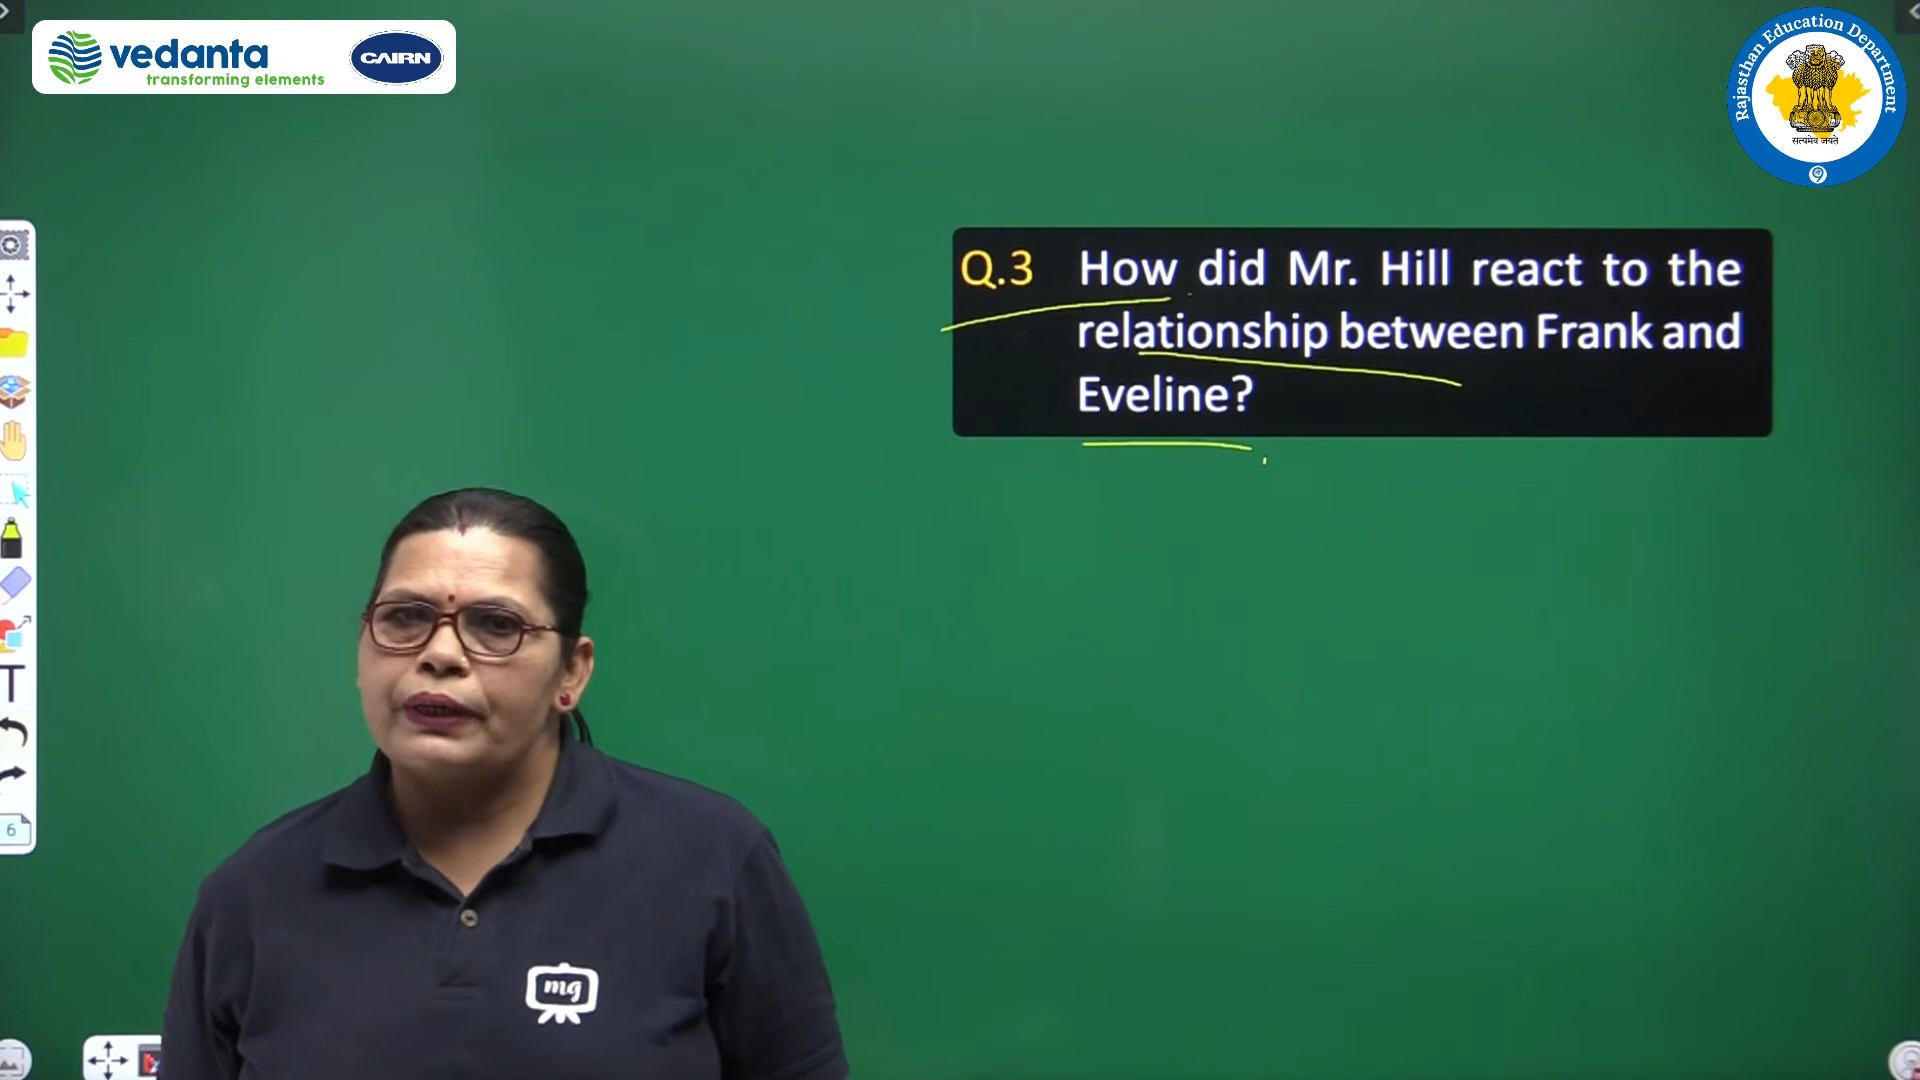 vedanta
transforming elements
CAIRN
Rajasthan Education Department
सत्यमेव जयते
Q.3 How did Mr. Hill react to the
relationship between Frank and
Eveline?
T
6
mg